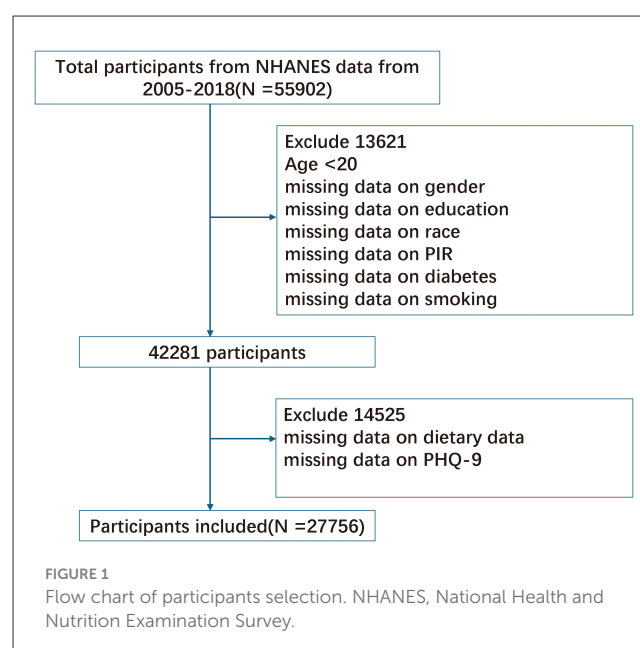 Total participants from NHANES data from
2005-2018(N =55902)
Exclude 13621
Age <20
missing data on gender
missing data on education
missing data on race
missing data on PIR
missing data on diabetes
missing data on smoking
42281 participants
Exclude 14525
missing data on dietary data
missing data on PHQ-9
Participants included(N =27756)
FIGURE 1
Flow chart of participants selection. NHANES, National Health and
Nutrition Examination Survey.